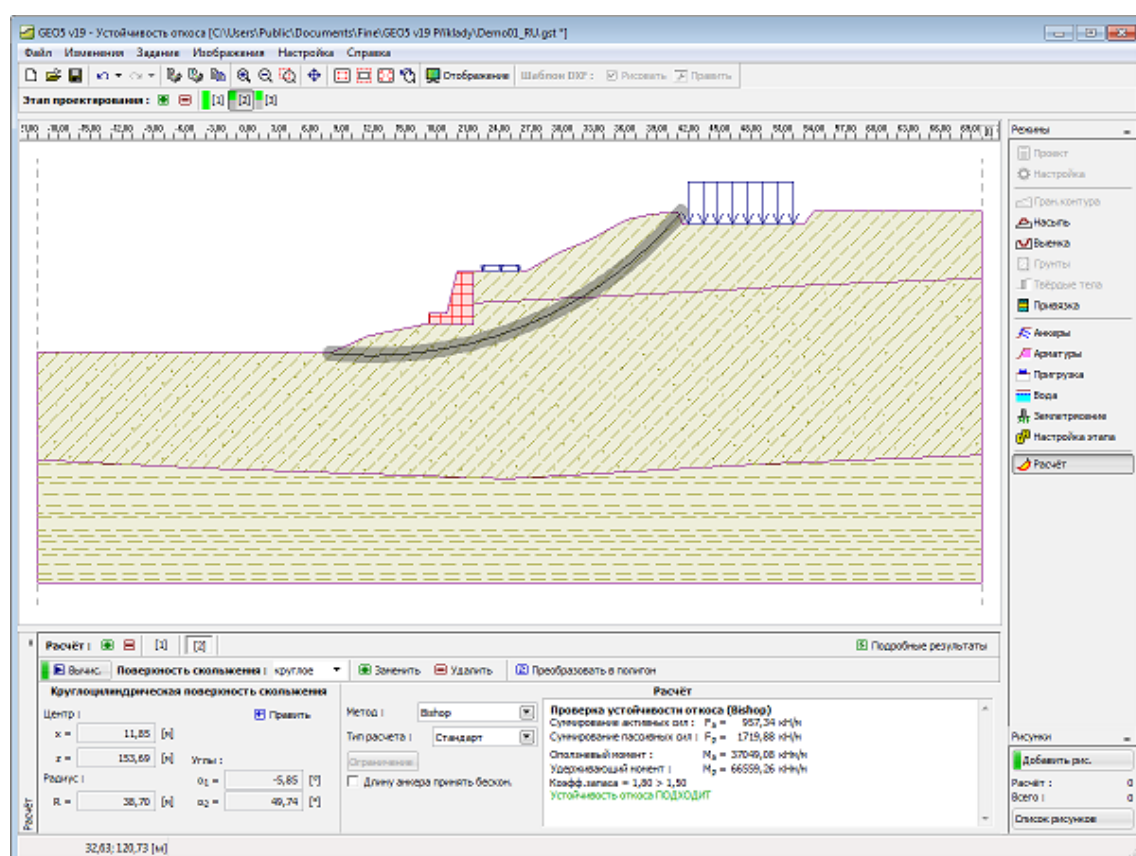 GEO5 v19 - Устойчивость откоса [C:\Users\Public\Documents\Fine\GEO5 v19 Příklady\Demo01_RU.gst *]
Файл Изменения Задание Изображения Настройка Справка
Отображение Шаблон DXF : Рисовать Править
Этап проектирования : [1] [2] [3]
Режимы
Проект
Настройка
Гран.контура
Насыпь
Выемка
Грунты
Твёрдые тела
Привязка
Анкеры
Арматуры
Пригрузка
Вода
Землетрясение
Настройка этапа
Расчёт
Расчёт : [1] [2] Подробные результаты
Вычис. Поверхность скольжения : круглое Заменить Удалить Преобразовать в полигон
Круглоцилиндрическая поверхность скольжения
Расчёт
Центр : Править
x = 11,85 [м]
z = 153,69 [м] Углы :
Радиус : α1 = -5,85 [°]
R = 38,70 [м] α2 = 49,74 [°]
Метод : Bishop
Тип расчета : Стандарт
Ограничение
Длину анкера принять бескон.
Проверка устойчивости откоса (Bishop)
Суммирование активных сил : Fa = 957,34 кН/м
Суммирование пассивных сил : Fp = 1719,88 кН/м
Оползневый момент : Ma = 37049,08 кНм/м
Удерживающий момент : Mp = 66559,26 кНм/м
Коэфф.запаса = 1,80 > 1,50
Устойчивость откоса ПОДХОДИТ
Расчёт
Рисунки
Добавить рис.
Расчёт : 0
Всего : 0
Список рисунков
32,63; 120,73 [м]